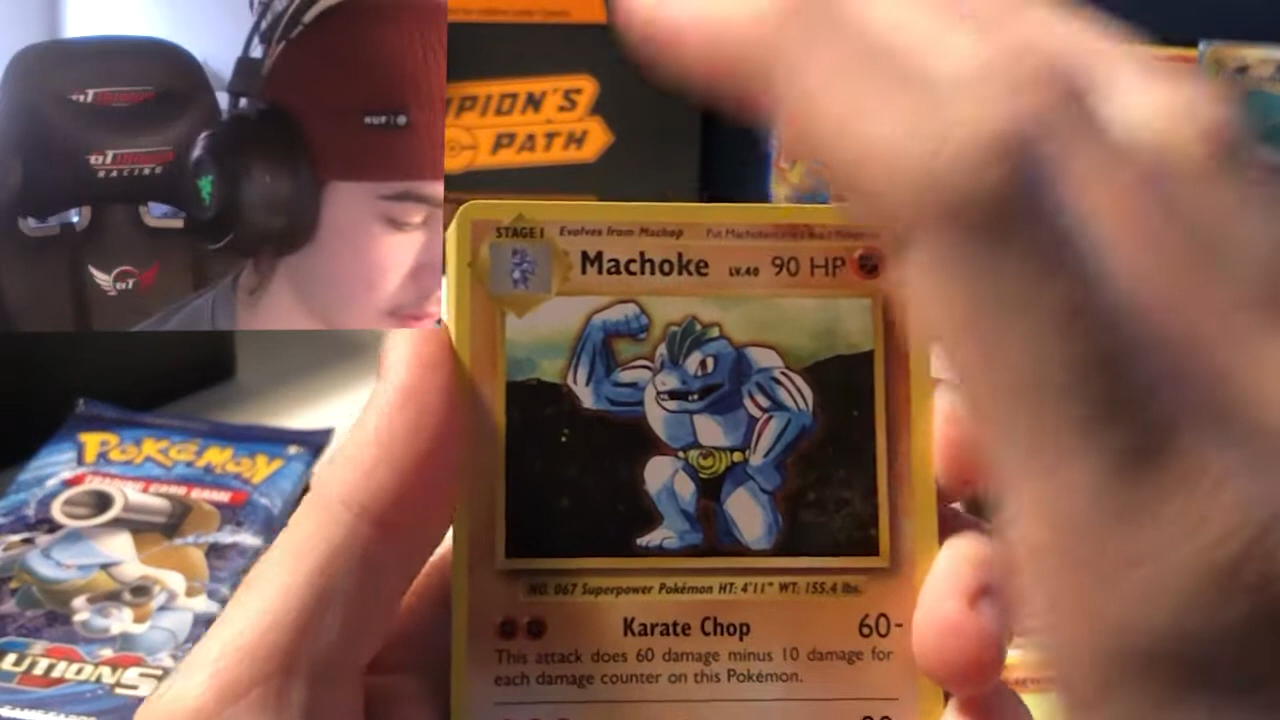 GT
RACING
HUF
PION'S
PATH
STAGE 1 Evolves from Machop
Machoke LV.40 90 HP
NO. 067 Superpower Pokémon HT: 4'11" WT: 155.4 lbs.
Karate Chop 60-
This attack does 60 damage minus 10 damage for
each damage counter on this Pokémon.
POKéMON
TRADING CARD GAME
UTIONS